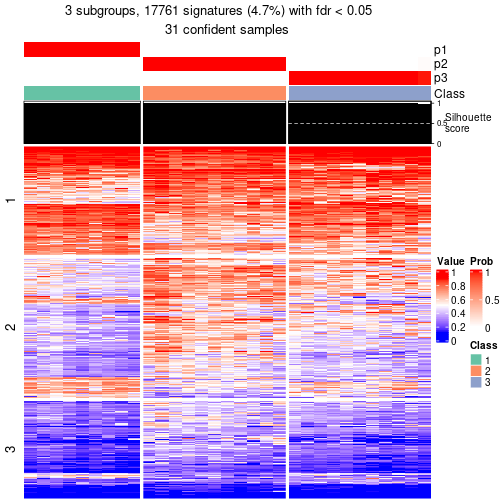 3 subgroups, 17761 signatures (4.7%) with fdr < 0.05
31 confident samples
p1
p2
p3
Class
1
0.5
0
Silhouette
score
1
2
3
Value
1
0.8
0.6
0.4
0.2
0
Prob
1
0.5
0
Class
1
2
3